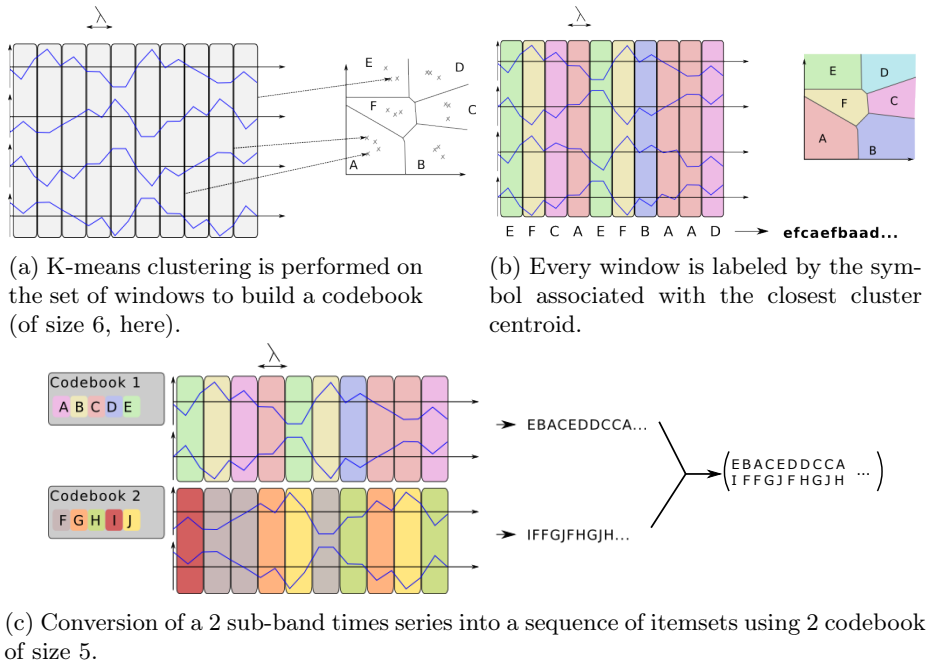 λ
E
D
F
C
A
B
(a) K-means clustering is performed on
the set of windows to build a codebook
(of size 6, here).
λ
E F C A E F B A A D
efcaefbaad...
E
D
F
C
A
B
(b) Every window is labeled by the sym-
bol associated with the closest cluster
centroid.
λ
Codebook 1
A B C D E
Codebook 2
F G H I J
EBACEDDCCA...
IFFGJFHGJH...
EBACEDDCCA
IFFGJFHGJH
...
(c) Conversion of a 2 sub-band times series into a sequence of itemsets using 2 codebook
of size 5.